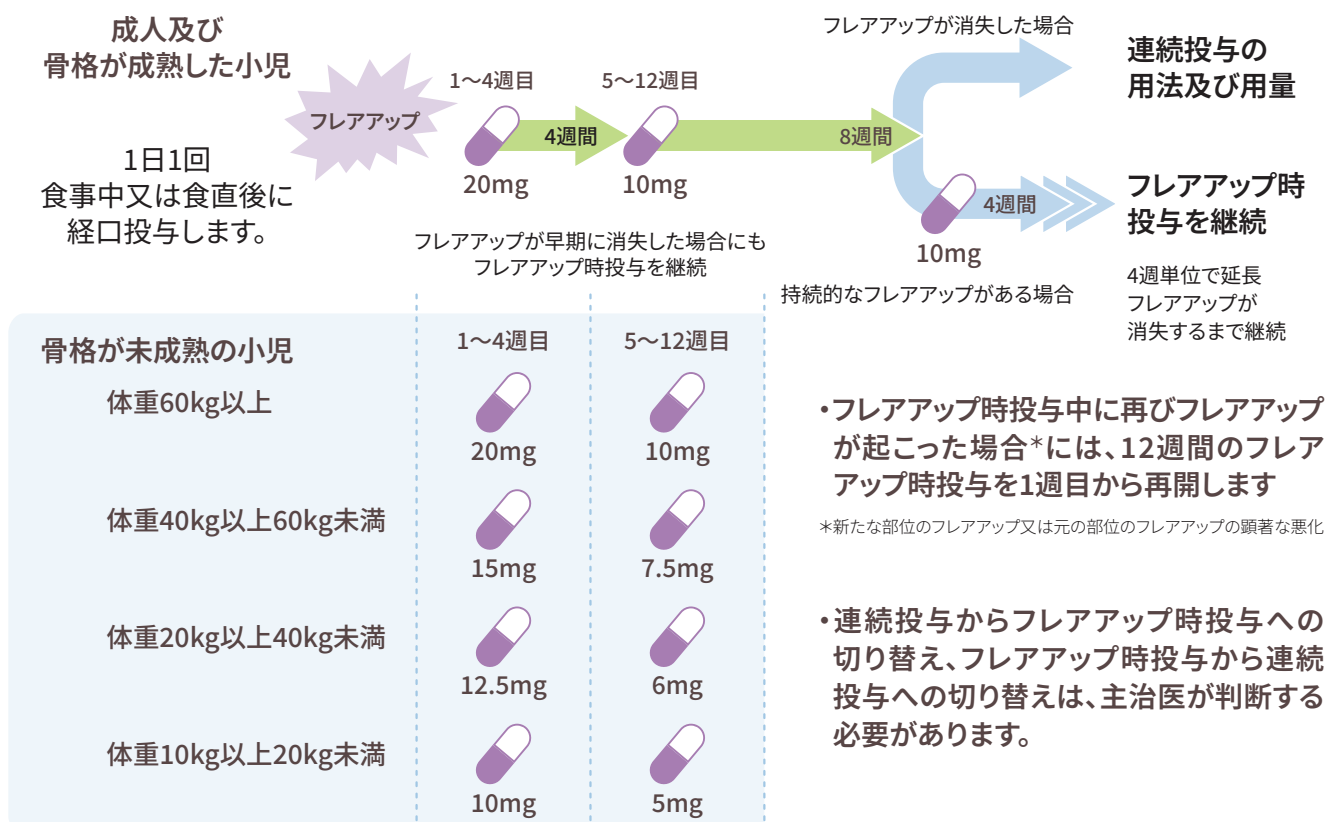 成人及び
骨格が成熟した小児
1日1回
食事中又は食直後に
経口投与します。
フレアアップ
1〜4週目
20mg
4週間
5〜12週目
10mg
8週間
フレアアップが早期に消失した場合にも
フレアアップ時投与を継続
フレアアップが消失した場合
連続投与の
用法及び用量
10mg
4週間
持続的なフレアアップがある場合
フレアアップ時
投与を継続
4週単位で延長
フレアアップが
消失するまで継続
骨格が未成熟の小児
1〜4週目
5〜12週目
体重60kg以上
20mg
10mg
体重40kg以上60kg未満
15mg
7.5mg
体重20kg以上40kg未満
12.5mg
6mg
体重10kg以上20kg未満
10mg
5mg
・フレアアップ時投与中に再びフレアアップ
が起こった場合*には、12週間のフレア
アップ時投与を1週目から再開します
*新たな部位のフレアアップ又は元の部位のフレアアップの顕著な悪化
・連続投与からフレアアップ時投与への
切り替え、フレアアップ時投与から連続
投与への切り替えは、主治医が判断する
必要があります。